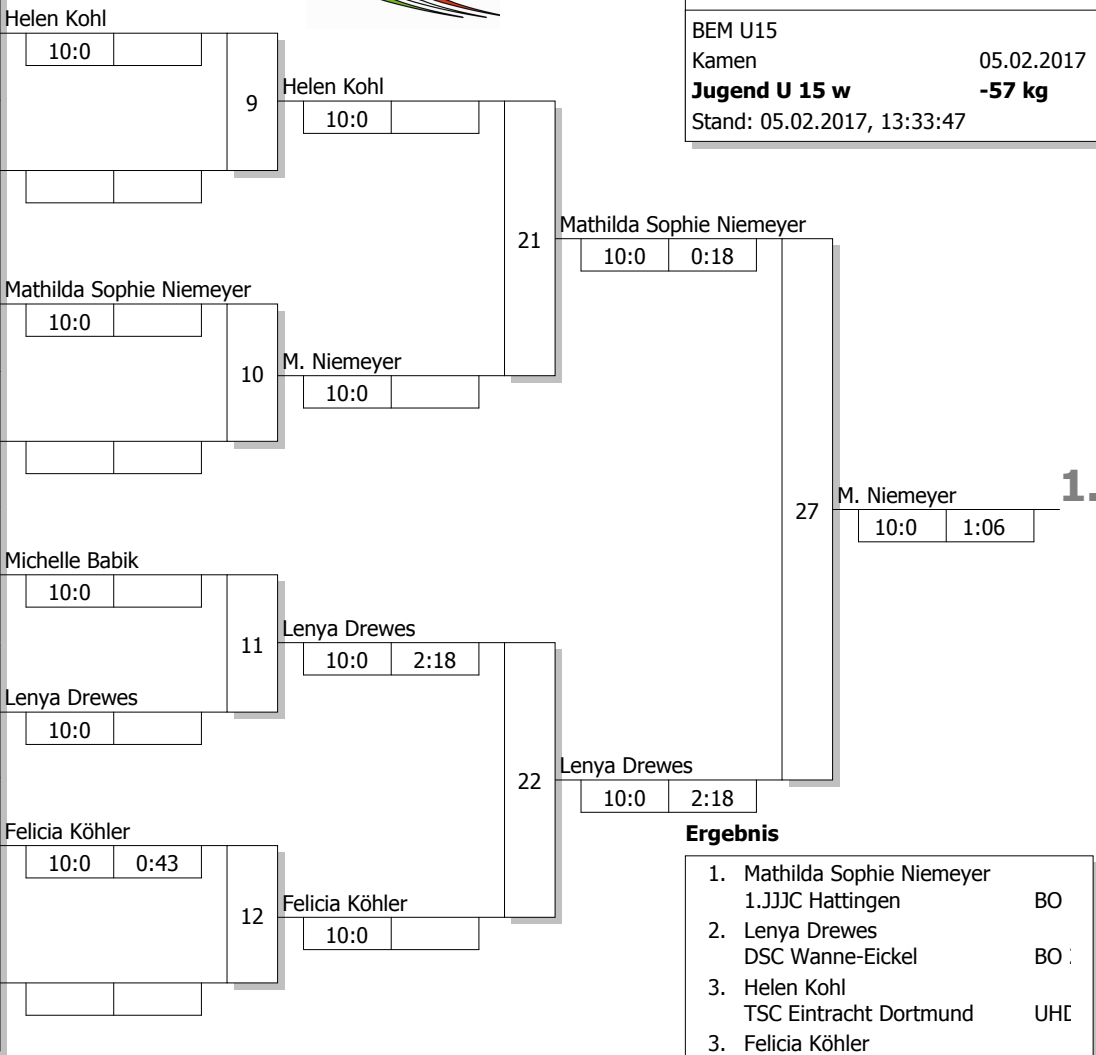 Helen Kohl
10:0
9
Helen Kohl
10:0
BEM U15
Kamen 05.02.2017
Jugend U 15 w -57 kg
Stand: 05.02.2017, 13:33:47
21
Mathilda Sophie Niemeyer
10:0 0:18
Mathilda Sophie Niemeyer
10:0
10
M. Niemeyer
10:0
27
M. Niemeyer 1.
10:0 1:06
Michelle Babik
10:0
11
Lenya Drewes
10:0 2:18
Lenya Drewes
10:0
22
Lenya Drewes
10:0 2:18
Felicia Köhler
10:0 0:43
12
Felicia Köhler
10:0
Ergebnis
1. Mathilda Sophie Niemeyer
1.JJJC Hattingen BO
2. Lenya Drewes
DSC Wanne-Eickel BO
3. Helen Kohl
TSC Eintracht Dortmund
3. Felicia Köhler